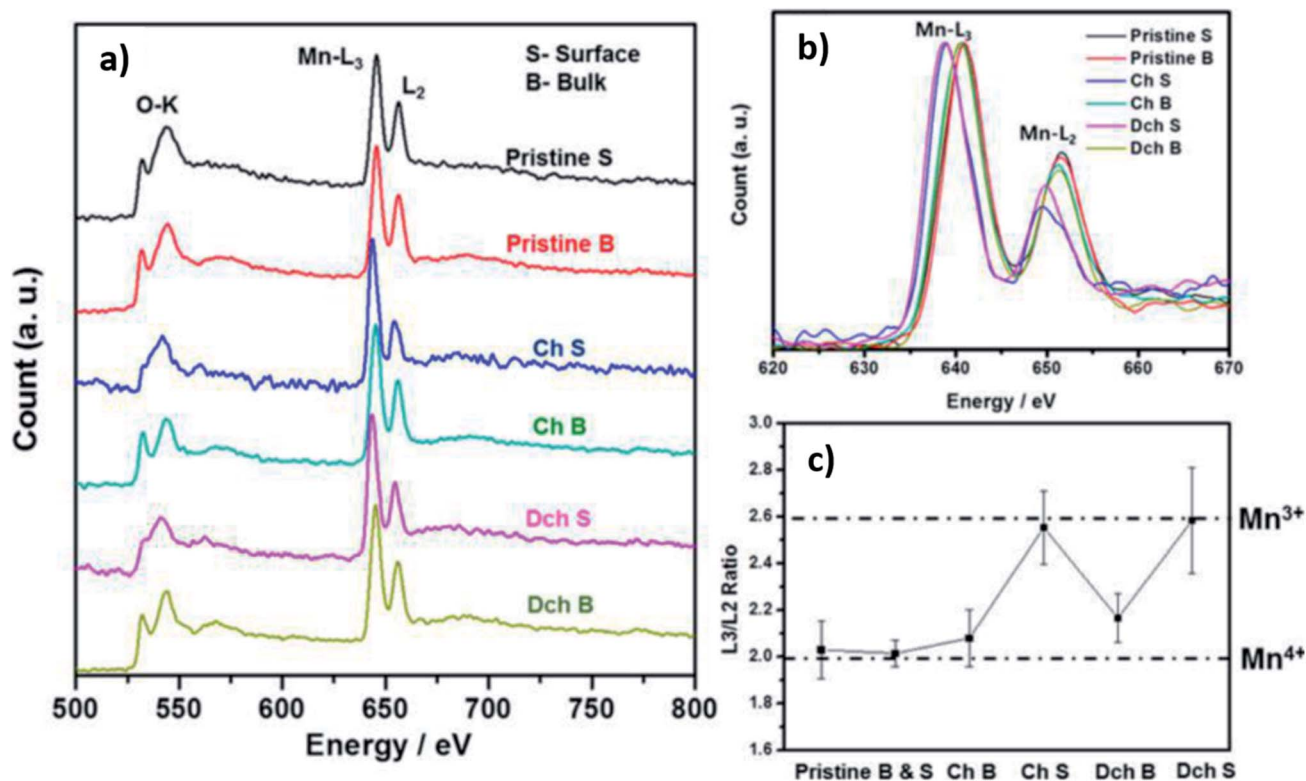 a)
Mn-L3
S- Surface
B- Bulk
L2
O-K
Pristine S
Pristine B
Ch S
Ch B
Dch S
Dch B
Count (a. u.)
500 550 600 650 700 750 800
Energy / eV
b)
Mn-L3
Mn-L2
Pristine S
Pristine B
Ch S
Ch B
Dch S
Dch B
Count (a. u.)
620 630 640 650 660 670
Energy / eV
c)
3.0
2.8
2.6
2.4
2.2
2.0
1.8
1.6
L3/L2 Ratio
Mn3+
Mn4+
Pristine B & S Ch B Ch S Dch B Dch S